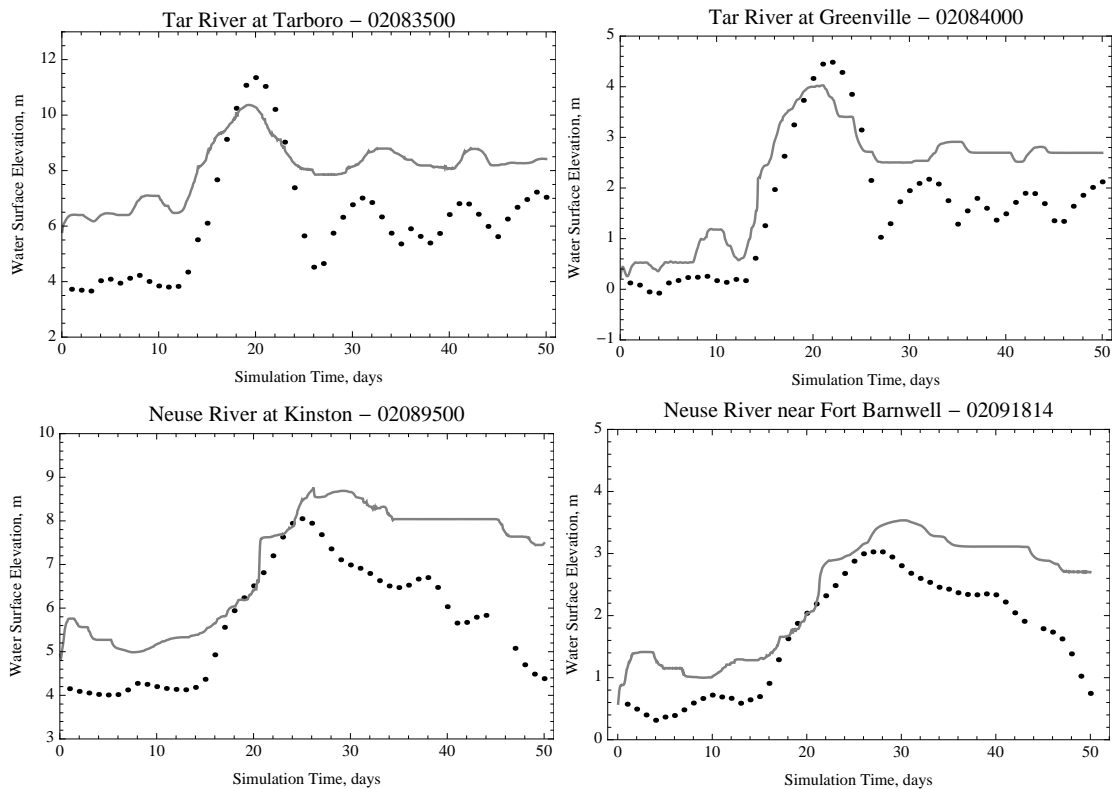 Tar River at Tarboro − 02083500
Water Surface Elevation, m
12
10
8
6
4
2
0 10 20 30 40 50
Simulation Time, days
Tar River at Greenville − 02084000
Water Surface Elevation, m
5
4
3
2
1
0
−1
0 10 20 30 40 50
Simulation Time, days
Neuse River at Kinston − 02089500
Water Surface Elevation, m
10
9
8
7
6
5
4
3
0 10 20 30 40 50
Simulation Time, days
Neuse River near Fort Barnwell − 02091814
Water Surface Elevation, m
5
4
3
2
1
0
0 10 20 30 40 50
Simulation Time, days